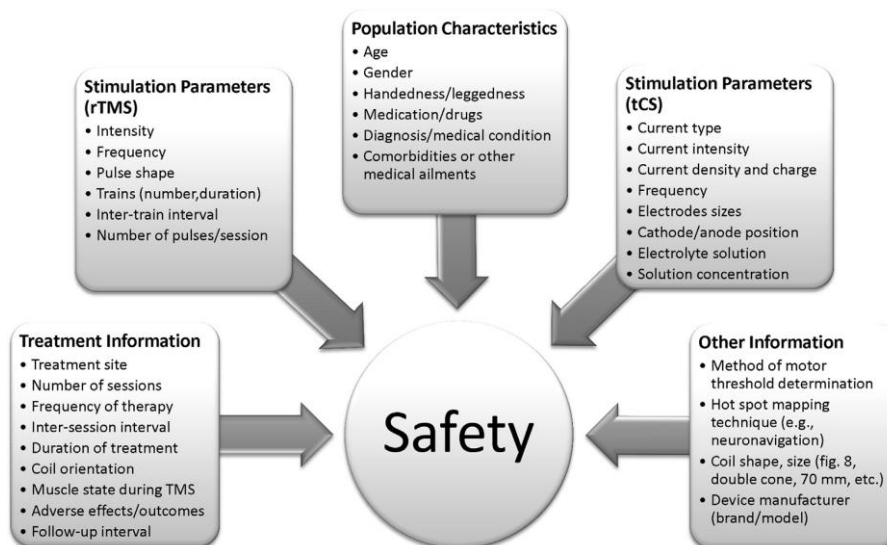 Population Characteristics
• Age
• Gender
• Handedness/leggedness
• Medication/drugs
• Diagnosis/medical condition
• Comorbidities or other
medical ailments
Stimulation Parameters
(rTMS)
• Intensity
• Frequency
• Pulse shape
• Trains (number,duration)
• Inter-train interval
• Number of pulses/session
Stimulation Parameters
(tCS)
• Current type
• Current intensity
• Current density and charge
• Frequency
• Electrodes sizes
• Cathode/anode position
• Electrolyte solution
• Solution concentration
Treatment Information
• Treatment site
• Number of sessions
• Frequency of therapy
• Inter-session interval
• Duration of treatment
• Coil orientation
• Muscle state during TMS
• Adverse effects/outcomes
• Follow-up interval
Safety
Other Information
• Method of motor
threshold determination
• Hot spot mapping
technique (e.g.,
neuronavigation)
• Coil shape, size (fig. 8,
double cone, 70 mm, etc.)
• Device manufacturer
(brand/model)